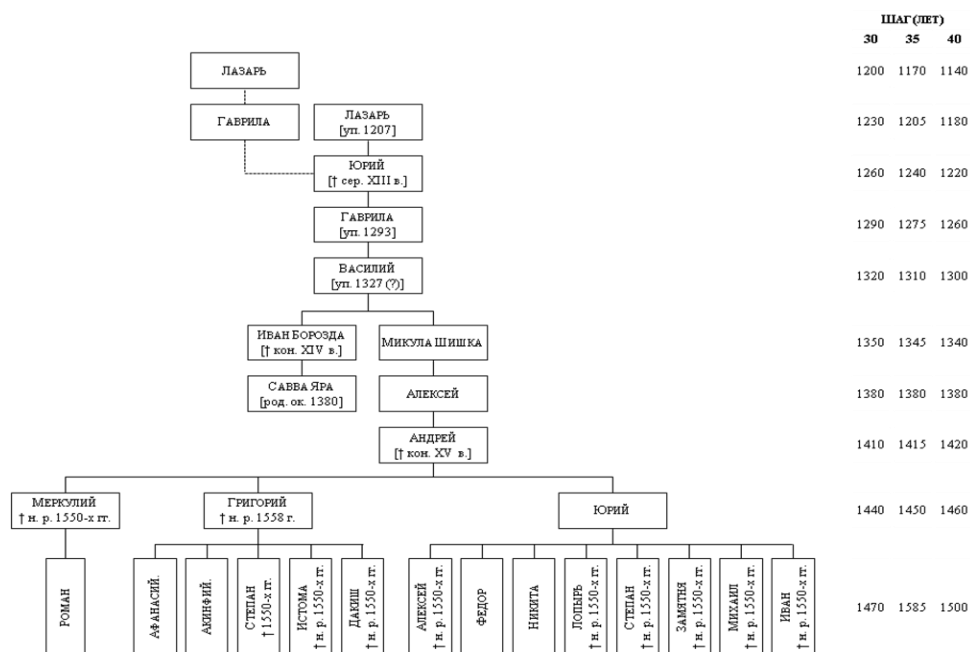 ШАГ (ЛЕТ)
30 35 40
ЛАЗАРЬ
1200 1170 1140
ГАВРИЛА
ЛАЗАРЬ
[уп. 1207]
1230 1205 1180
ЮРИЙ
[† сер. XIII в.]
1260 1240 1220
ГАВРИЛА
[уп. 1293]
1290 1275 1260
ВАСИЛИЙ
[уп. 1327 (?)]
1320 1310 1300
ИВАН БОРОЗДА
[† кон. XIV в.]
МИКУЛА ШИШКА
1350 1345 1340
САВВА ЯРА
[род. ок. 1380]
АЛЕКСЕЙ
1380 1380 1380
АНДРЕЙ
[† кон. XV в.]
1410 1415 1420
МЕРКУЛИЙ
† н. р. 1550-х гг.
ГРИГОРИЙ
† н. р. 1558 г.
ЮРИЙ
1440 1450 1460
РОМАН
АФАНАСИЙ.
АКИНФИЙ.
СТЕПАН
† 1550-х гг.
ИСТОМА
† н. р. 1550-х гг.
ДАКИШ
† н. р. 1550-х гг.
АЛЕКСЕЙ
† н. р. 1550-х гг.
ФЕДОР
НИКИТА
ЛОПЫРЬ
† н. р. 1550-х гг.
СТЕПАН
† н. р. 1550-х гг.
ЗАМЯТНЯ
† н. р. 1550-х гг.
МИХАИЛ
† н. р. 1550-х гг.
ИВАН
† н. р. 1550-х гг.
1470 1585 1500